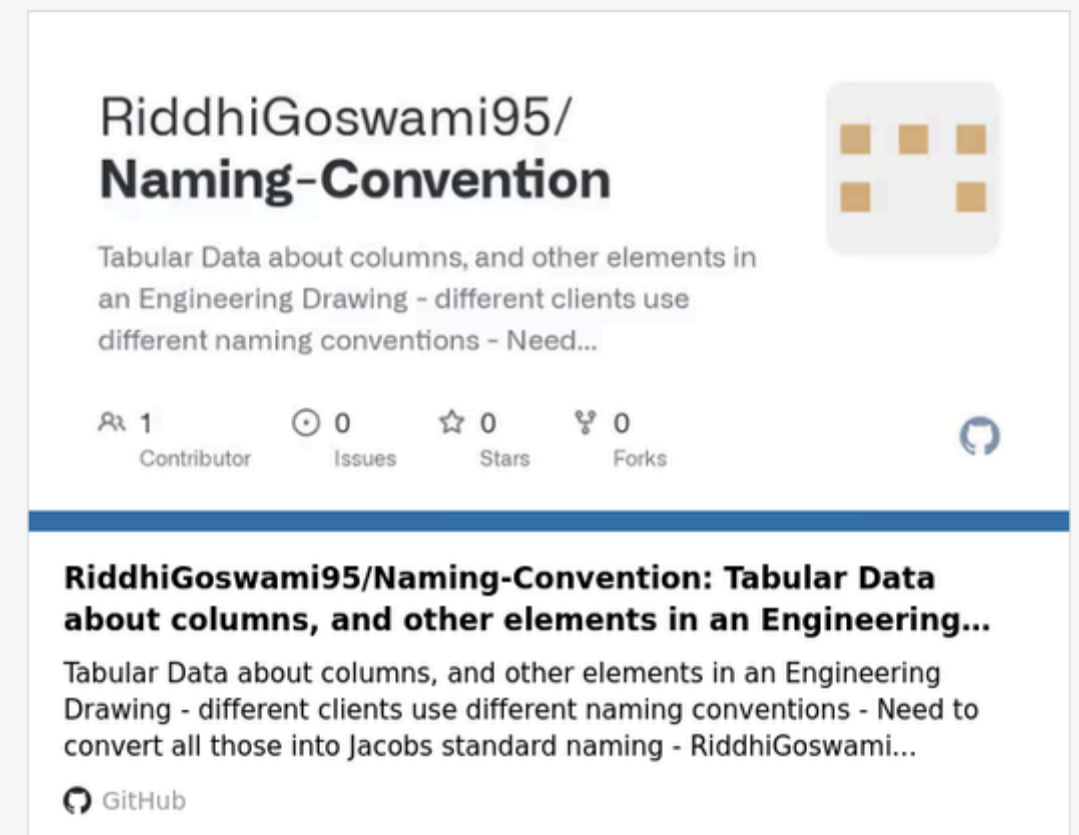 RiddhiGoswami95/
Naming-Convention
Tabular Data about columns, and other elements in
an Engineering Drawing - different clients use
different naming conventions - Need...
1
Contributor
0
Issues
0
Stars
0
Forks
RiddhiGoswami95/Naming-Convention: Tabular Data
about columns, and other elements in an Engineering...
Tabular Data about columns, and other elements in an Engineering
Drawing - different clients use different naming conventions - Need to
convert all those into Jacobs standard naming - RiddhiGoswami...
GitHub